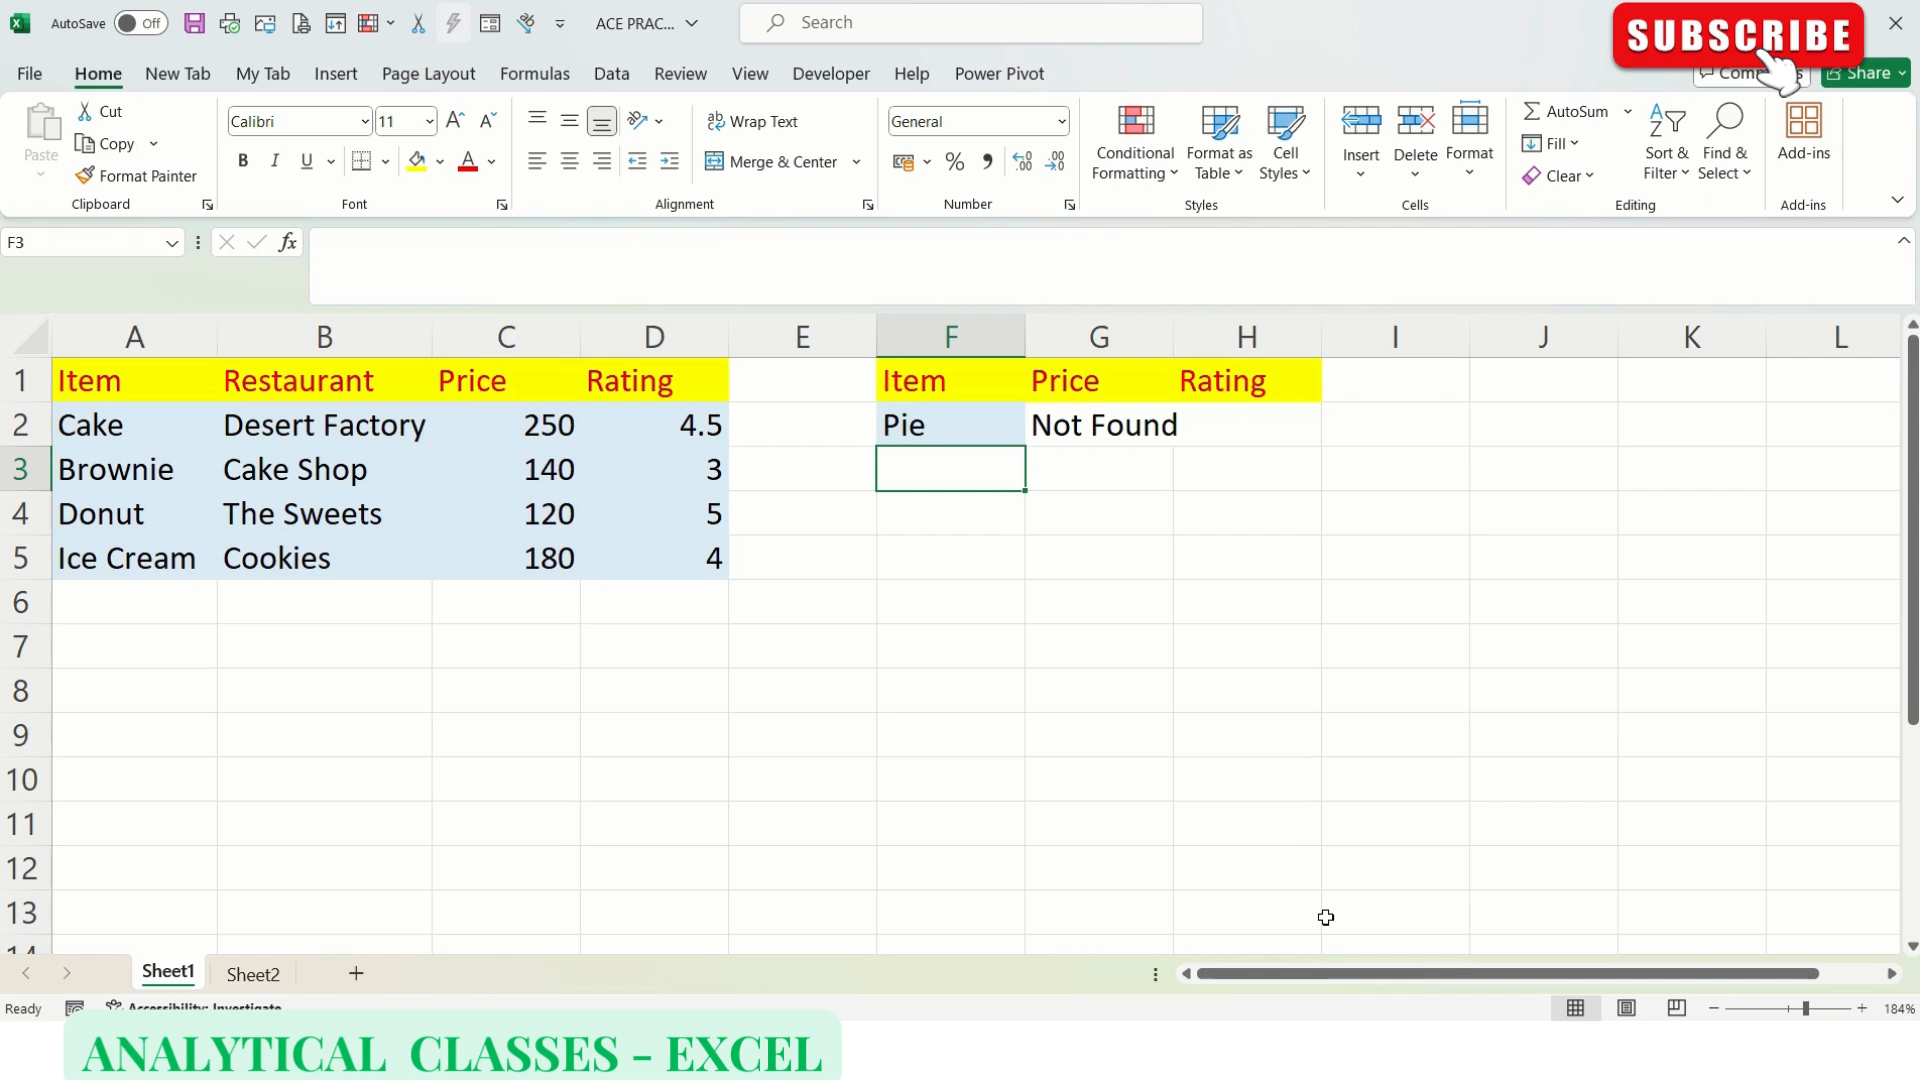 AutoSave Off ACE PRAC... Search SUBSCRIBE
File Home New Tab My Tab Insert Page Layout Formulas Data Review View Developer Help Power Pivot Share
Paste Cut Copy Format Painter Clipboard
Calibri 11 B I U A Font
Wrap Text Merge & Center Alignment
General % Number
Conditional Formatting Format as Table Cell Styles Styles
Insert Delete Format Cells
AutoSum Fill Clear Sort & Filter Find & Select Editing
Add-ins Add-ins
F3 fx
A B C D E F G H I J K L
1 Item Restaurant Price Rating Item Price Rating
2 Cake Desert Factory 250 4.5 Pie Not Found
3 Brownie Cake Shop 140 3
4 Donut The Sweets 120 5
5 Ice Cream Cookies 180 4
6
7
8
9
10
11
12
13
14
Sheet1 Sheet2 +
Ready Accessibility: Investigate 184%
ANALYTICAL CLASSES - EXCEL